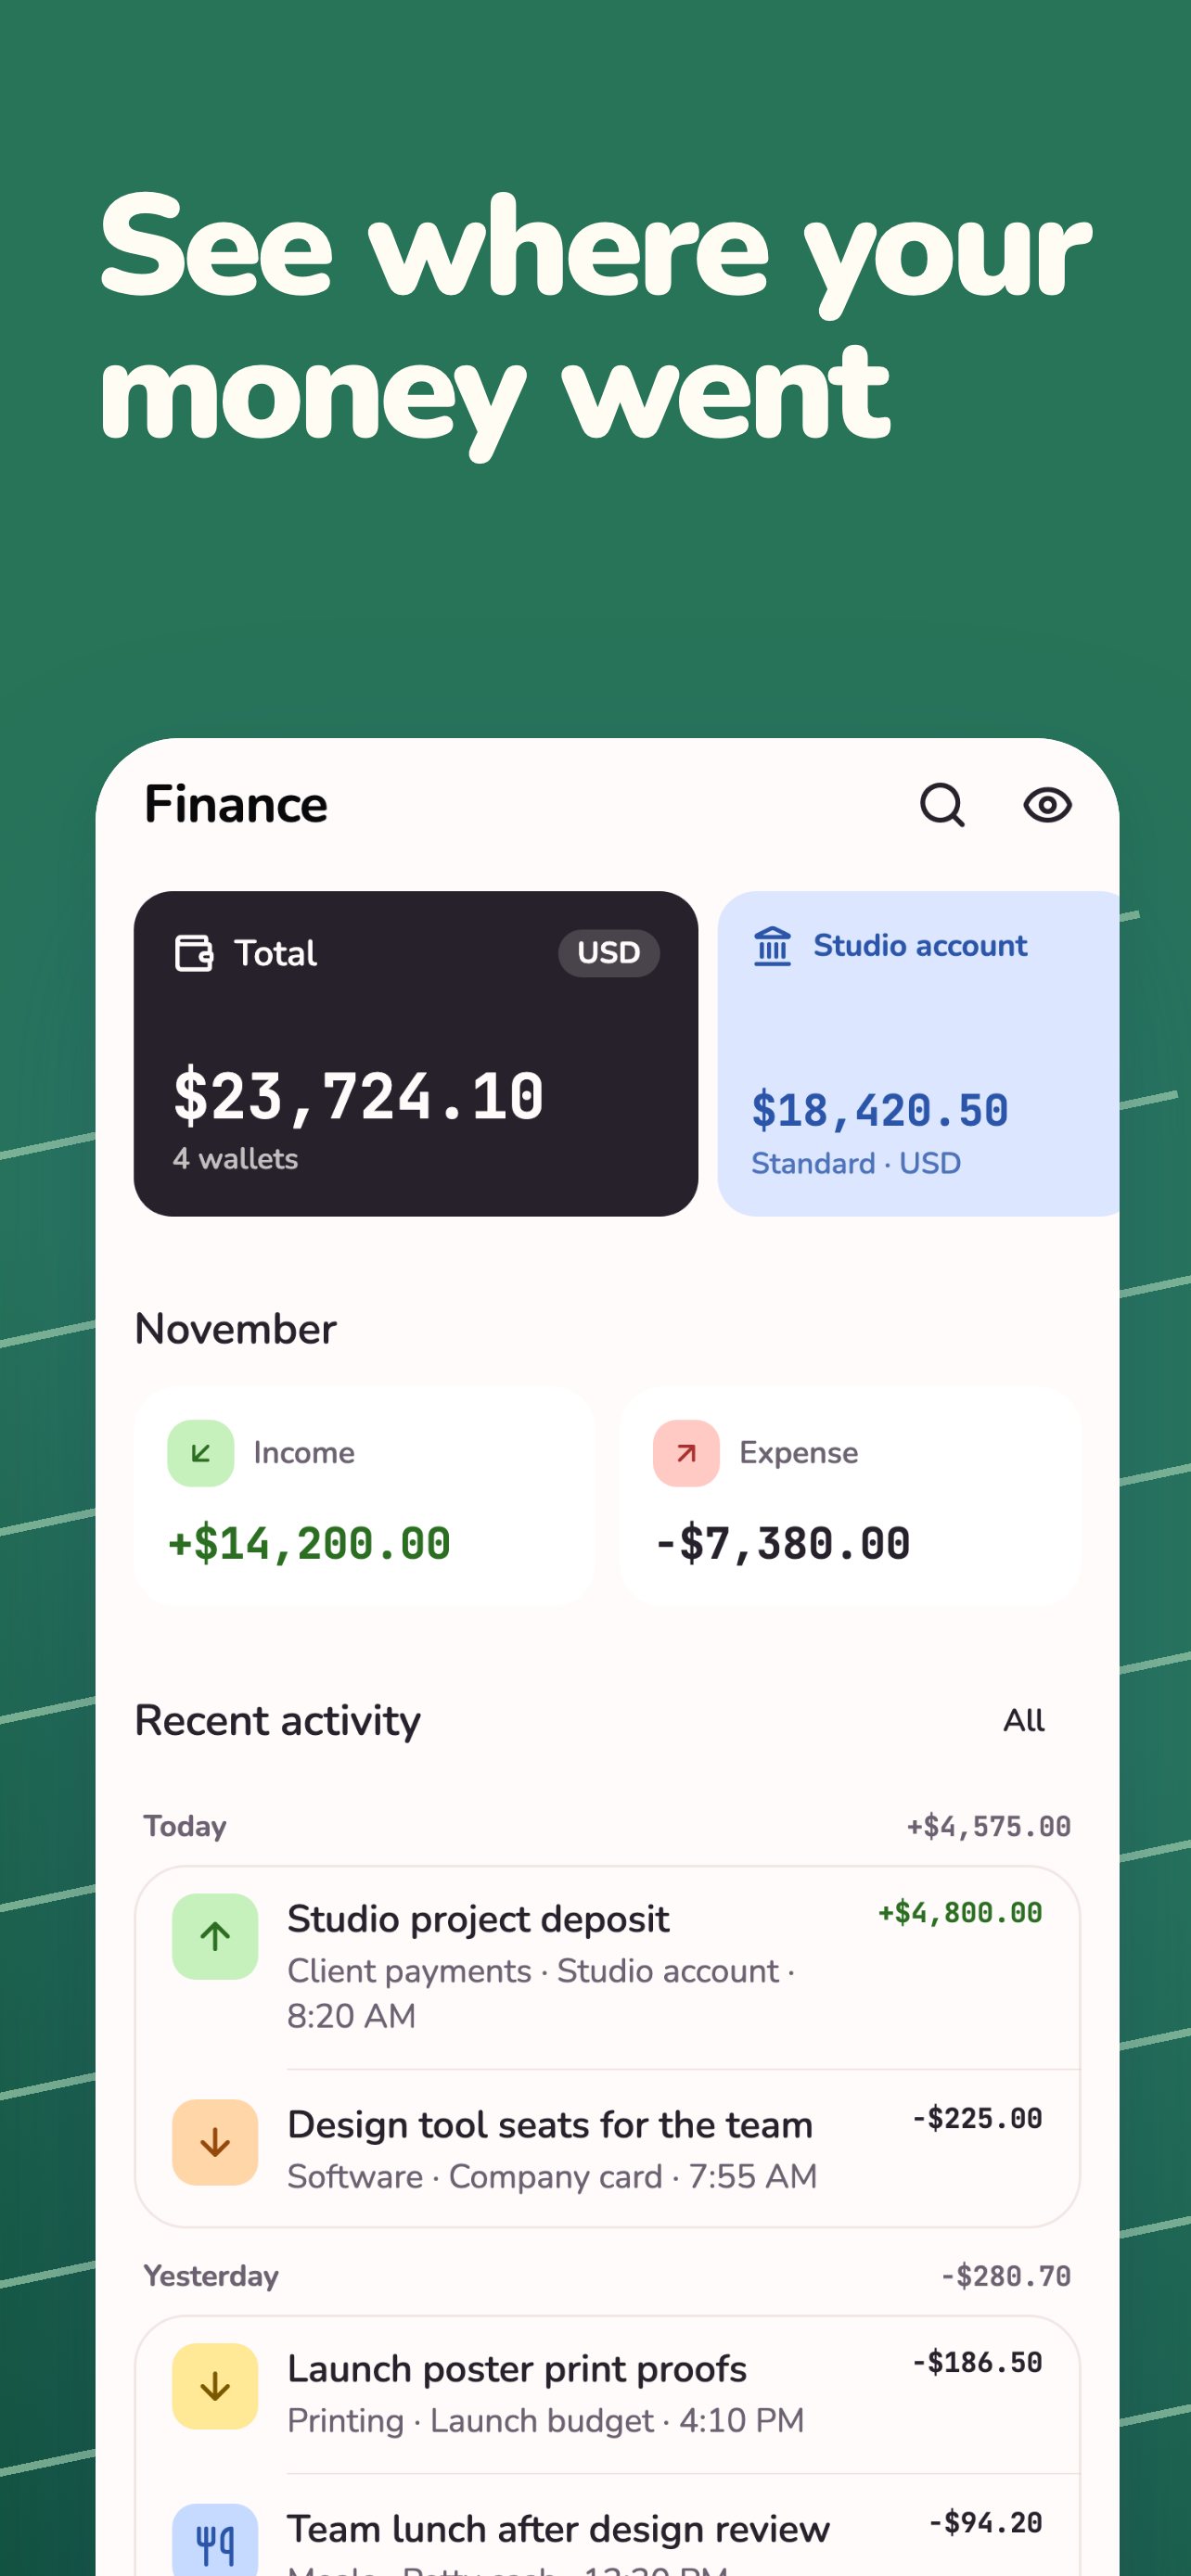 See where your
money went
Finance
Total
USD
Studio account
$23,724.10
4 wallets
$18,420.50
Standard · USD
November
Income
Expense
+$14,200.00
-$7,380.00
Recent activity
All
Today
+$4,575.00
Studio project deposit
+$4,800.00
Client payments · Studio account ·
8:20 AM
Design tool seats for the team
-$225.00
Software · Company card · 7:55 AM
Yesterday
-$280.70
Launch poster print proofs
-$186.50
Printing · Launch budget · 4:10 PM
Team lunch after design review
-$94.20